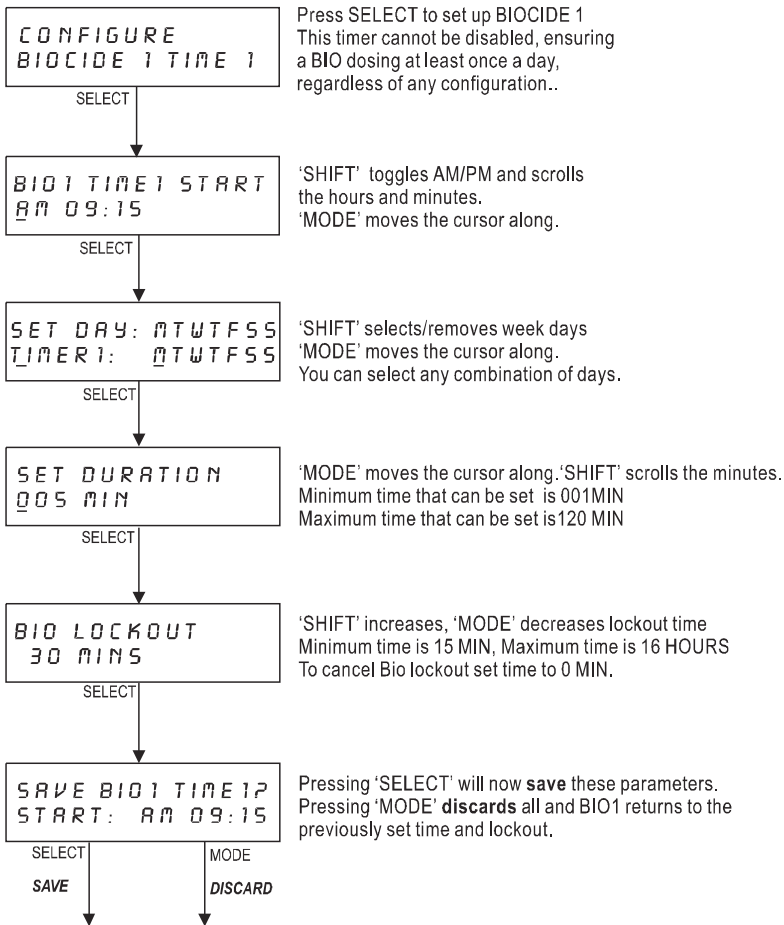 CONFIGURE
BIOCIDE 1 TIME 1
Press SELECT to set up BIOCIDE 1
This timer cannot be disabled, ensuring
a BIO dosing at least once a day,
regardless of any configuration..
SELECT
BIO1 TIME1 START
AM 09:15
‘SHIFT’ toggles AM/PM and scrolls
the hours and minutes.
‘MODE’ moves the cursor along.
SELECT
SET DAY: MTWTFSS
TIMER1: MTWTFSS
‘SHIFT’ selects/removes week days
‘MODE’ moves the cursor along.
You can select any combination of days.
SELECT
SET DURATION
005 MIN
‘MODE’ moves the cursor along.‘SHIFT’ scrolls the minutes.
Minimum time that can be set is 001MIN
Maximum time that can be set is120 MIN
SELECT
BIO LOCKOUT
30 MINS
‘SHIFT’ increases, ‘MODE’ decreases lockout time
Minimum time is 15 MIN, Maximum time is 16 HOURS
To cancel Bio lockout set time to 0 MIN.
SELECT
SAVE BIO1 TIME1?
START: AM 09:15
Pressing ‘SELECT’ will now save these parameters.
Pressing ‘MODE’ discards all and BIO1 returns to the
previously set time and lockout.
SELECT MODE
SAVE DISCARD